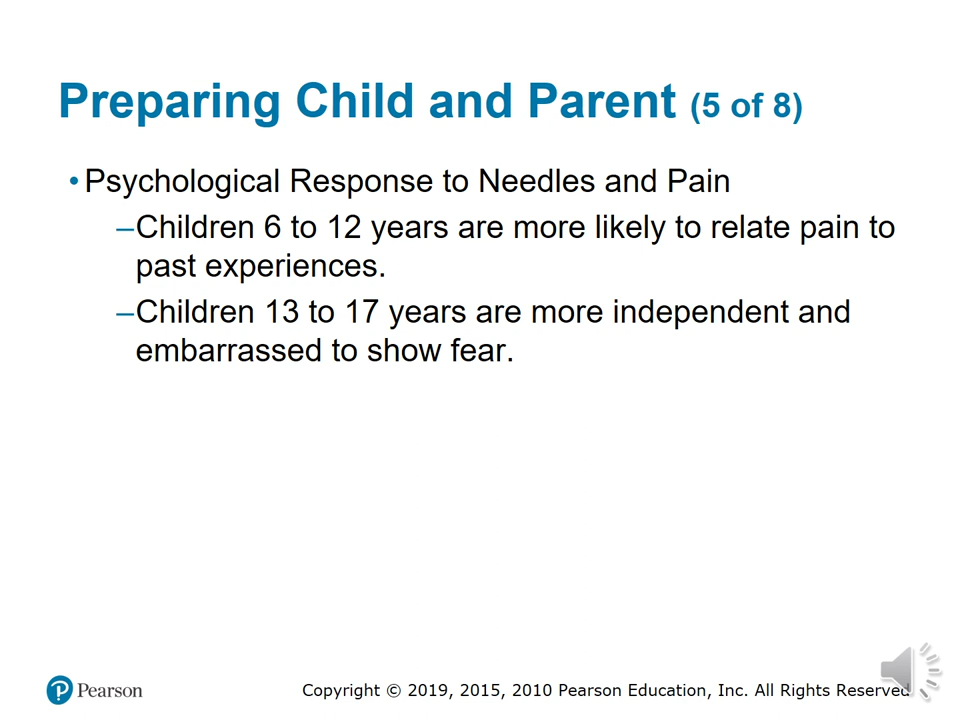 Preparing Child and Parent (5 of 8)
• Psychological Response to Needles and Pain
–Children 6 to 12 years are more likely to relate pain to
past experiences.
–Children 13 to 17 years are more independent and
embarrassed to show fear.
Pearson
Copyright © 2019, 2015, 2010 Pearson Education, Inc. All Rights Reserved